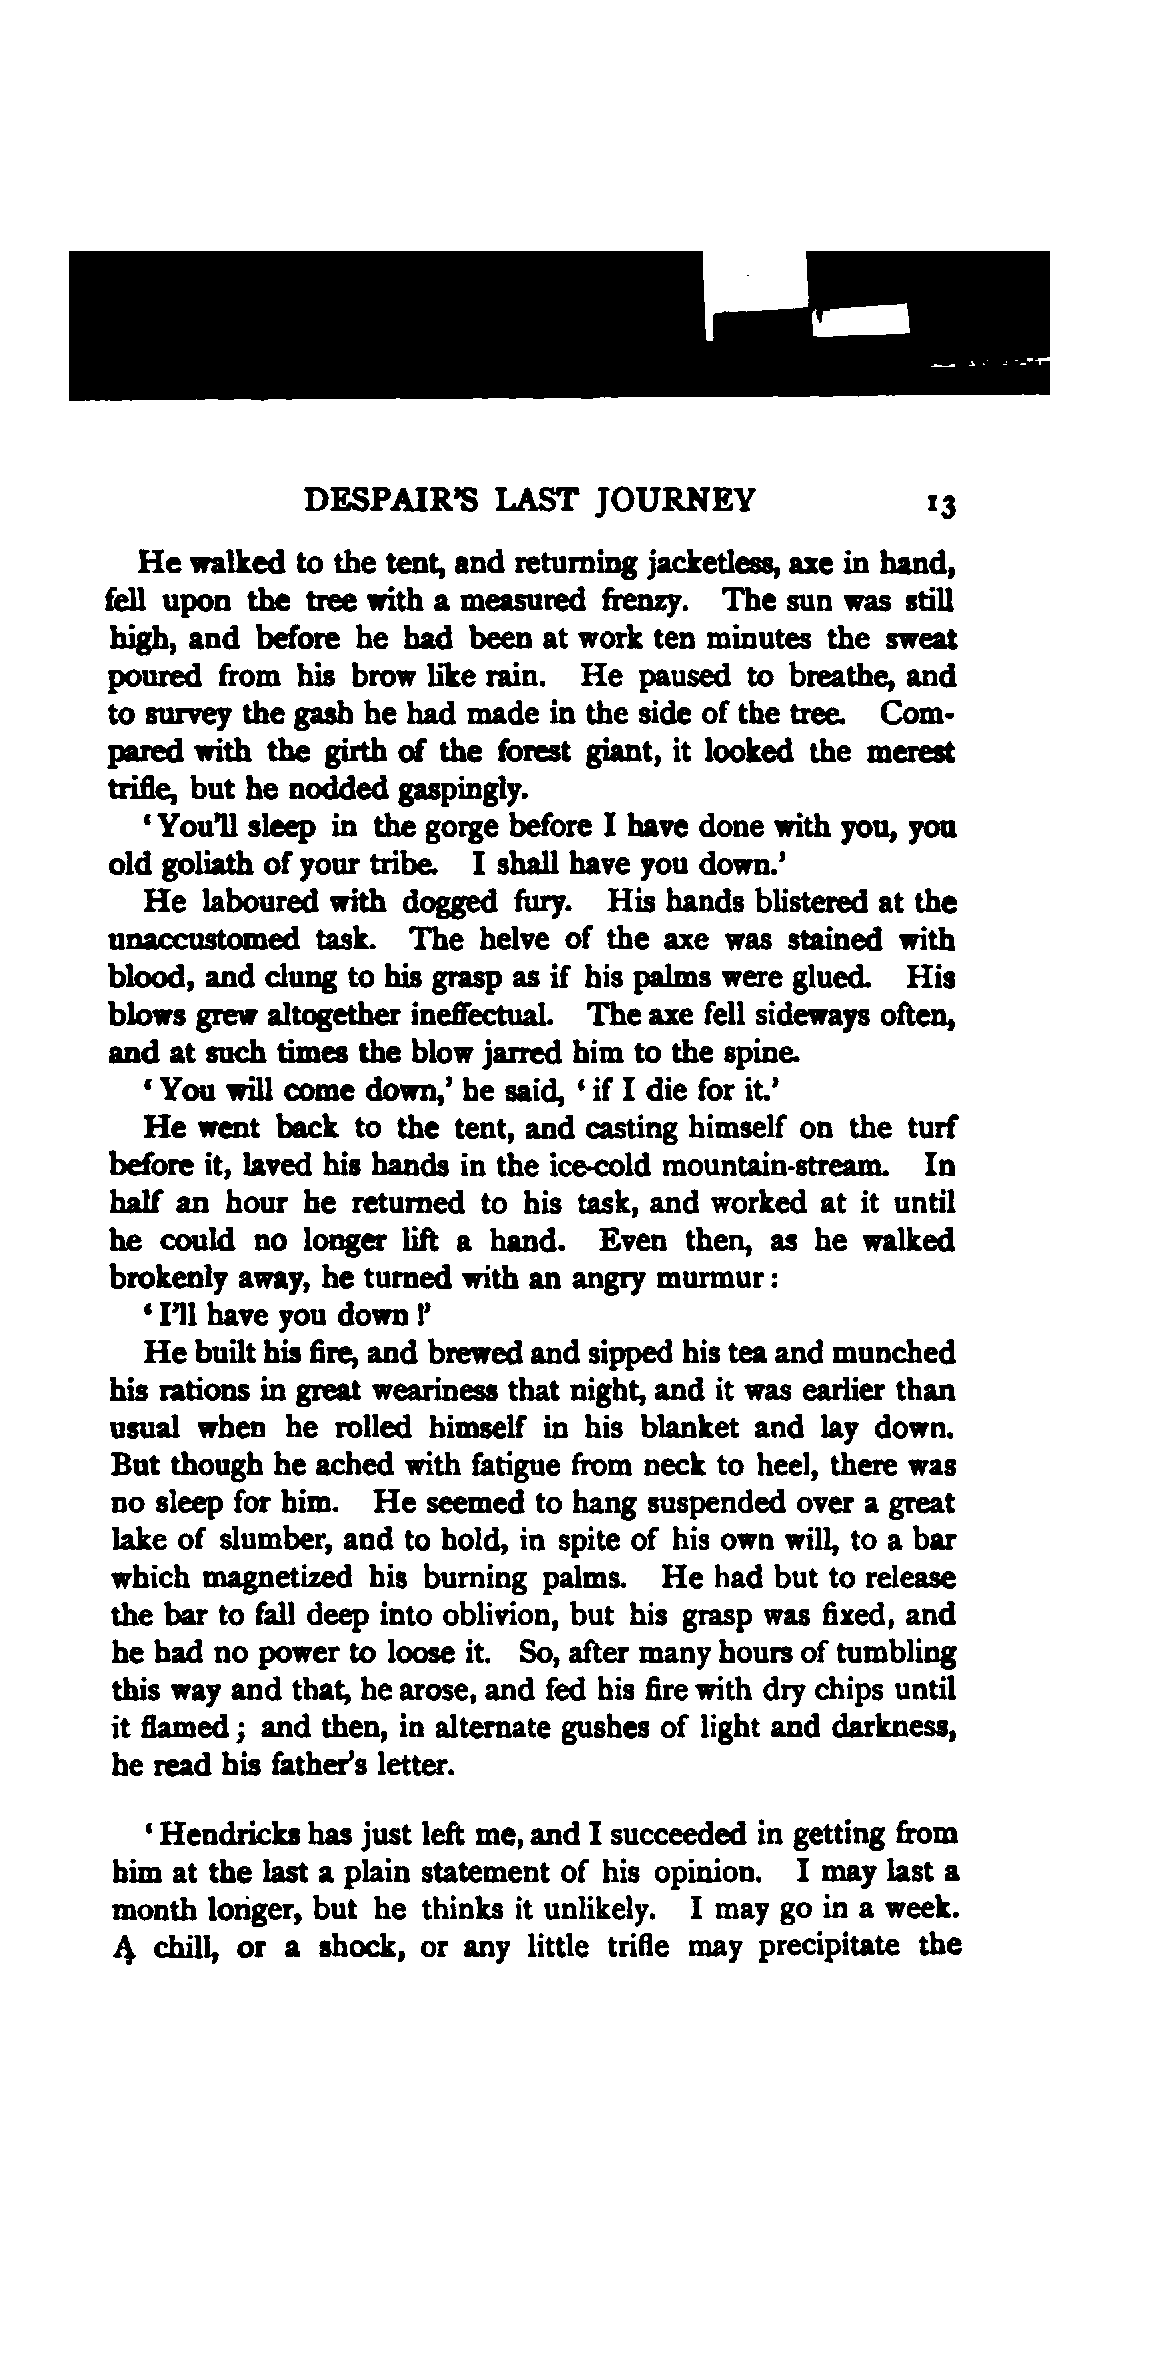 DESPAIR'S LAST JOURNEY 13
He walked to the tent, and returning jacketless, axe in hand,
fell upon the tree with a measured frenzy. The sun was still
high, and before he had been at work ten minutes the sweat
poured from his brow like rain. He paused to breathe, and
to survey the gash he had made in the side of the tree. Com-
pared with the girth of the forest giant, it looked the merest
trifle, but he nodded gaspingly.
‘You'll sleep in the gorge before I have done with you, you
old goliath of your tribe. I shall have you down.’
He laboured with dogged fury. His hands blistered at the
unaccustomed task. The helve of the axe was stained with
blood, and clung to his grasp as if his palms were glued. His
blows grew altogether ineffectual. The axe fell sideways often,
and at such times the blow jarred him to the spine.
‘You will come down,’ he said, ‘if I die for it.’
He went back to the tent, and casting himself on the turf
before it, laved his hands in the ice-cold mountain-stream. In
half an hour he returned to his task, and worked at it until
he could no longer lift a hand. Even then, as he walked
brokenly away, he turned with an angry murmur:
‘I'll have you down!’
He built his fire, and brewed and sipped his tea and munched
his rations in great weariness that night, and it was earlier than
usual when he rolled himself in his blanket and lay down.
But though he ached with fatigue from neck to heel, there was
no sleep for him. He seemed to hang suspended over a great
lake of slumber, and to hold, in spite of his own will, to a bar
which magnetized his burning palms. He had but to release
the bar to fall deep into oblivion, but his grasp was fixed, and
he had no power to loose it. So, after many hours of tumbling
this way and that, he arose, and fed his fire with dry chips until
it flamed; and then, in alternate gushes of light and darkness,
he read his father's letter.
‘Hendricks has just left me, and I succeeded in getting from
him at the last a plain statement of his opinion. I may last a
month longer, but he thinks it unlikely. I may go in a week.
A chill, or a shock, or any little trifle may precipitate the